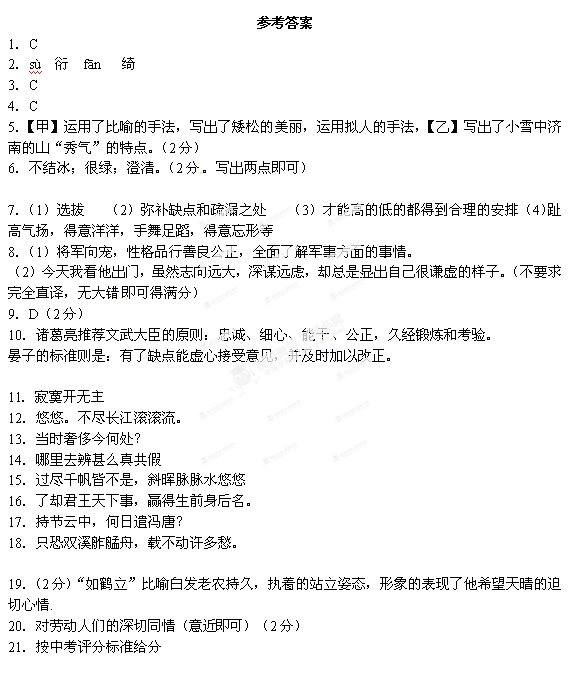 参考答案
1．C
2．sù　衍　fān　绮
3．C
4．C
5．【甲】运用了比喻的手法，写出了矮松的美丽，运用拟人的手法，【乙】写出了小雪中济
南的山“秀气”的特点。（2分）
6．不结冰；很绿；澄清。（2分.。写出两点即可）
7．（1）选拔　（2）弥补缺点和疏漏之处　（3）才能高的低的都得到合理的安排（4)趾
高气扬，得意洋洋，手舞足蹈，得意忘形等
8．（1）将军向宠，性格品行善良公正，全面了解军事方面的事情。
（2）今天我看他出门，虽然志向远大，深谋远虑，却总是显出自己很谦虚的样子。（不要求
完全直译，无大错即可得满分）
9．D（2分）
10．诸葛亮推荐文武大臣的原则：忠诚、细心、能干、公正，久经锻炼和考验。
晏子的标准则是：有了缺点能虚心接受意见，并及时加以改正。
11．寂寞开无主
12．悠悠。不尽长江滚滚流。
13．当时奢侈今何处？
14．哪里去辨甚么真共假
15．过尽千帆皆不是，斜晖脉脉水悠悠
16．了却君王天下事，赢得生前身后名。
17．持节云中，何日遣冯唐？
18．只恐双溪舴艋舟，载不动许多愁。
19．（2分）“如鹤立”比喻白发老农持久，执着的站立姿态，形象的表现了他希望天晴的迫
切心情.
20．对劳动人们的深切同情（意近即可）（2分）
21．按中考评分标准给分